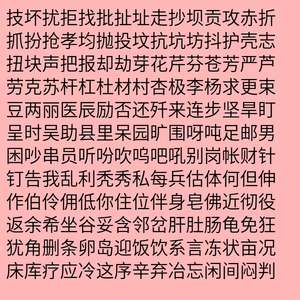 技坏扰拒找批扯址走抄坝贡攻赤折
抓扮抢孝均抛投坟抗坑坊抖护壳志
扭块声把报却劫芽花芹芬苍芳严芦
劳克苏杆杠杜材村杏极李杨求更束
豆两丽医辰励否还歼来连步坚旱盯
呈时吴助县里呆园旷围呀吨足邮男
困吵串员听吩吹呜吧吼别岗帐财针
钉告我乱利秃秀私每兵估体何但伸
作伯伶佣低你住位伴身皂佛近彻役
返余希坐谷妥含邻岔肝肚肠龟免狂
犹角删条卵岛迎饭饮系言冻状亩况
床库疗应冷这序辛弃冶忘闲间闷判